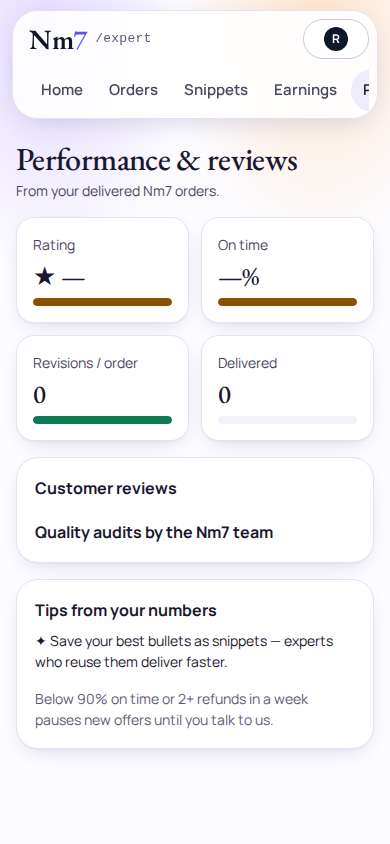 Nm7 /expert
R
Home Orders Snippets Earnings
Performance & reviews
From your delivered Nm7 orders.
Rating On time
★ — —%
Revisions / order Delivered
0 0
Customer reviews
Quality audits by the Nm7 team
Tips from your numbers
✦ Save your best bullets as snippets — experts
who reuse them deliver faster.
Below 90% on time or 2+ refunds in a week
pauses new offers until you talk to us.